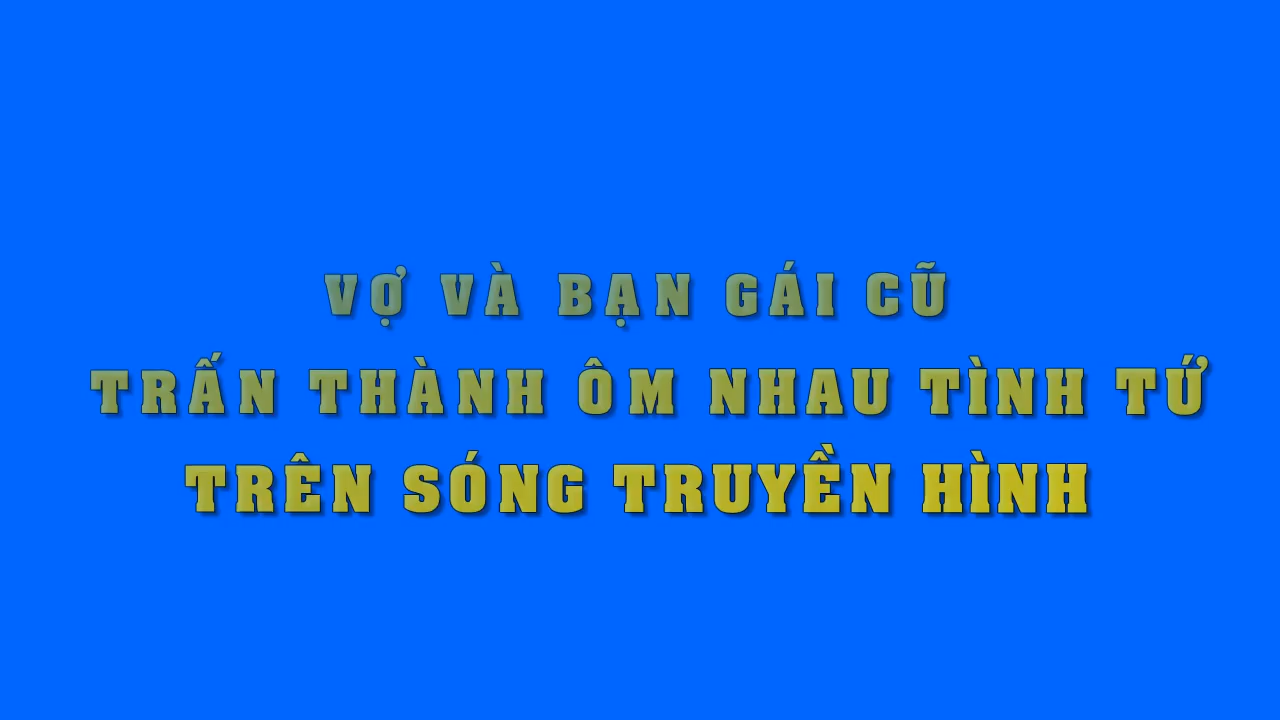 VỢ VÀ BẠN GÁI CŨ
TRẤN THÀNH ÔM NHAU TÌNH TỨ
TRÊN SÓNG TRUYỀN HÌNH